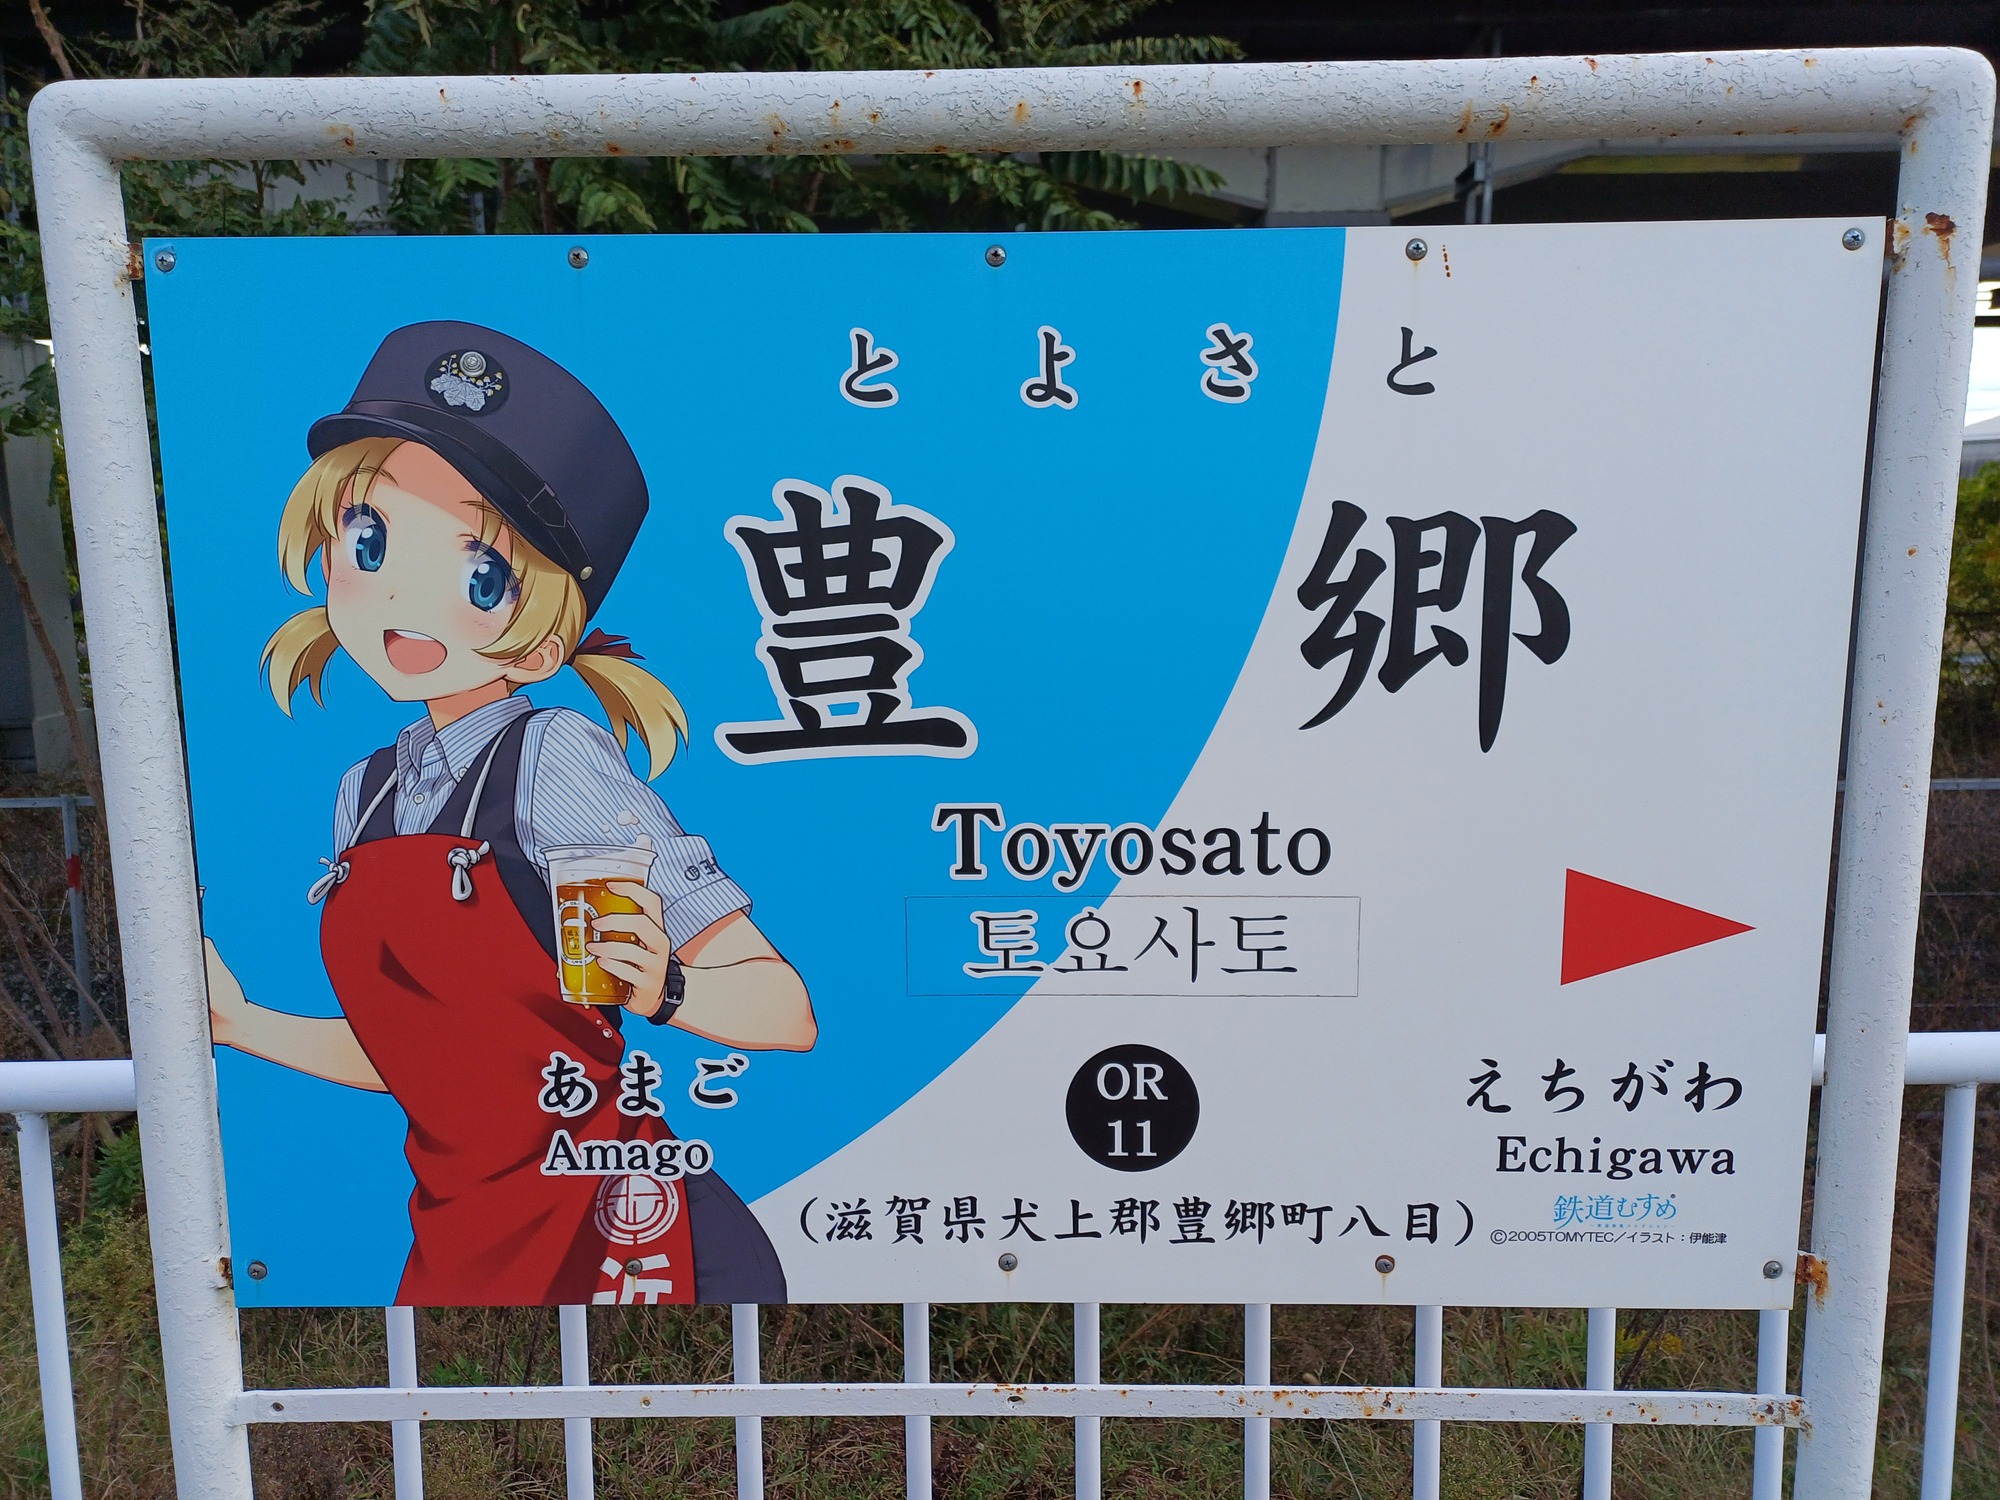 とよさと
豊郷
Toyosato
토요사토
あまご
Amago
OR
11
えちがわ
Echigawa
(滋賀県犬上郡豊郷町八目)
鉄道むすめ
©2005TOMYTEC/イラスト:伊能津
近